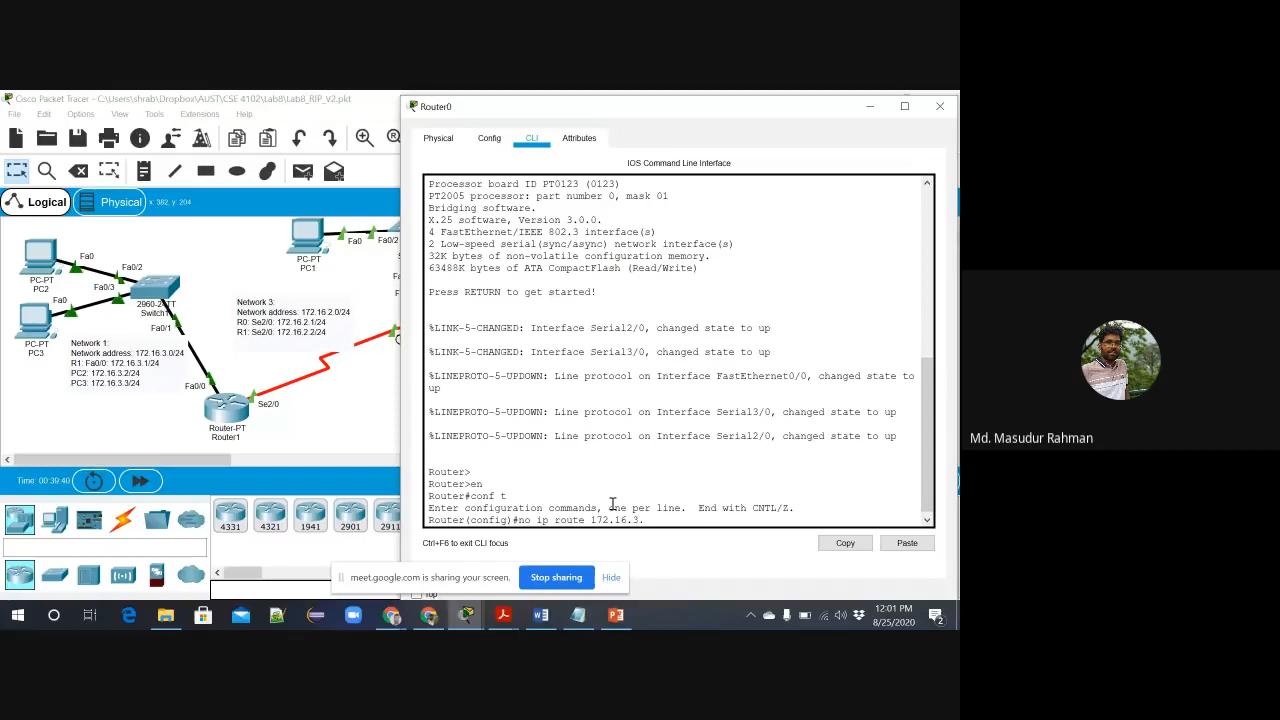 Cisco Packet Tracer - C:\Users\shrab\Dropbox\AUST\CSE 4102\Lab8\Lab8_RIP_V2.pkt
File Edit Options View Tools Extensions Help
Logical Physical x: 382, y: 204
Fa0
Fa0/2
PC-PT
PC2
Fa0/3
Fa0
2960-24TT
Switch1
PC-PT
PC3
Fa0/1
Network 1:
Network address: 172.16.3.0/24
R1: Fa0/0: 172.16.3.1/24
PC2: 172.16.3.2/24
PC3: 172.16.3.3/24
Fa0/0
Router-PT
Router1
Se2/0
PC-PT
PC1
Fa0
Fa0/2
Network 3:
Network address: 172.16 2.0/24
R0: Se2/0: 172.16 2.1/24
R1: Se2/0: 172.16 2.2/24
Time: 00:39:40
4331 4321 1941 2901 2911
Router0
Physical Config CLI Attributes
IOS Command Line Interface
Processor board ID PT0123 (0123)
PT2005 processor: part number 0, mask 01
Bridging software.
X.25 software, Version 3.0.0.
4 FastEthernet/IEEE 802.3 interface(s)
2 Low-speed serial(sync/async) network interface(s)
32K bytes of non-volatile configuration memory.
63488K bytes of ATA CompactFlash (Read/Write)
Press RETURN to get started!
%LINK-5-CHANGED: Interface Serial2/0, changed state to up
%LINK-5-CHANGED: Interface Serial3/0, changed state to up
%LINEPROTO-5-UPDOWN: Line protocol on Interface FastEthernet0/0, changed state to
up
%LINEPROTO-5-UPDOWN: Line protocol on Interface Serial3/0, changed state to up
%LINEPROTO-5-UPDOWN: Line protocol on Interface Serial2/0, changed state to up
Router>
Router>en
Router#conf t
Enter configuration commands, one per line. End with CNTL/Z.
Router(config)#no ip route 172.16.3.
Ctrl+F6 to exit CLI focus
Copy Paste
meet.google.com is sharing your screen. Stop sharing Hide
Top
12:01 PM
8/25/2020
2
Md. Masudur Rahman